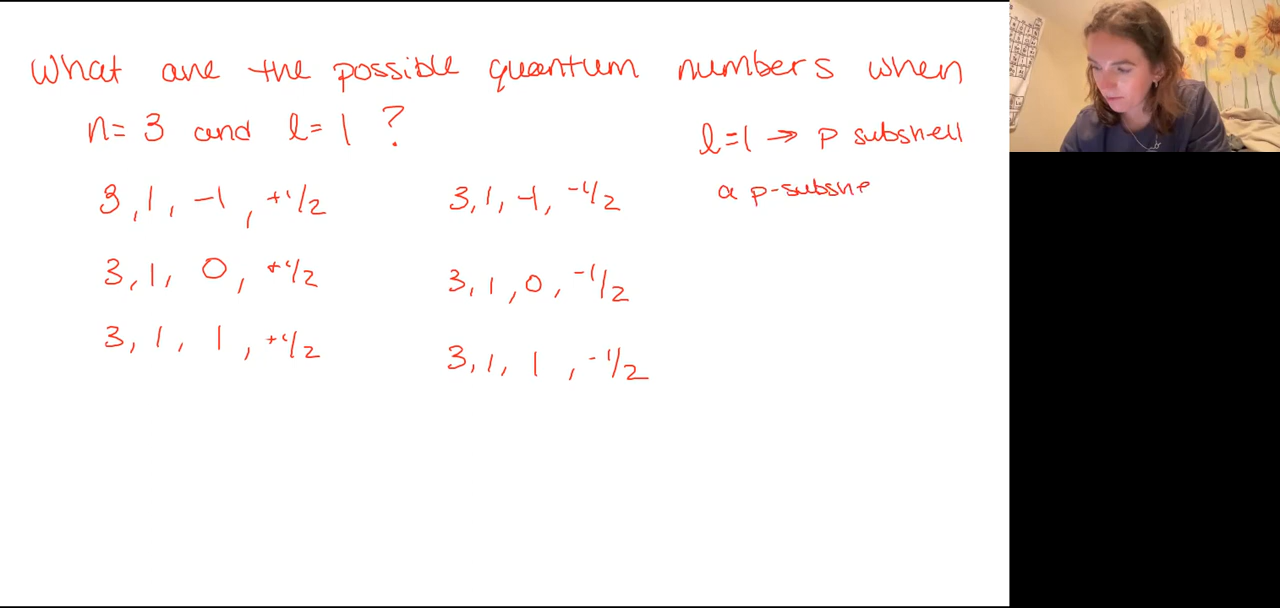 What are the possible quantum numbers when
n= 3 and l= 1 ?
l=1 → p subshell
a p-subshe
3, 1, -1, +1/2
3, 1, -1, -1/2
3, 1, 0, +1/2
3, 1, 0, -1/2
3, 1, 1, +1/2
3, 1, 1, -1/2